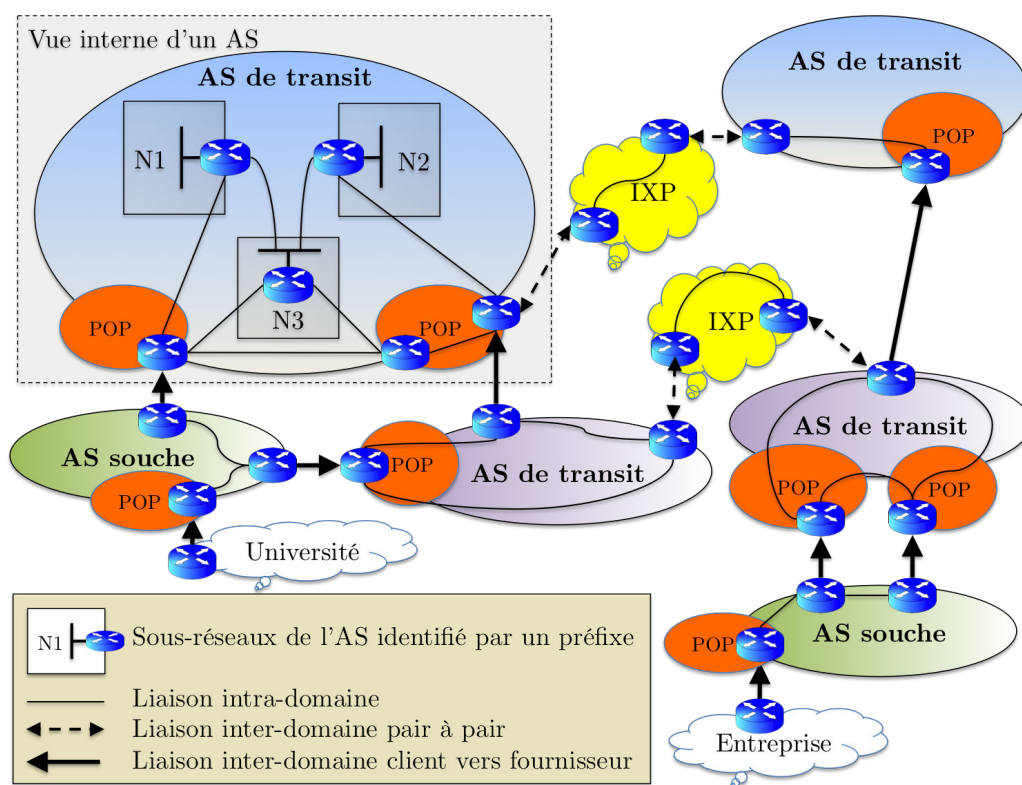 Vue interne d'un AS
AS de transit
N1
N2
N3
POP
POP
IXP
AS de transit
POP
IXP
AS souche
POP
Université
POP
AS de transit
AS de transit
POP
POP
AS souche
POP
Entreprise
N1
Sous-réseaux de l'AS identifié par un préfixe
Liaison intra-domaine
Liaison inter-domaine pair à pair
Liaison inter-domaine client vers fournisseur